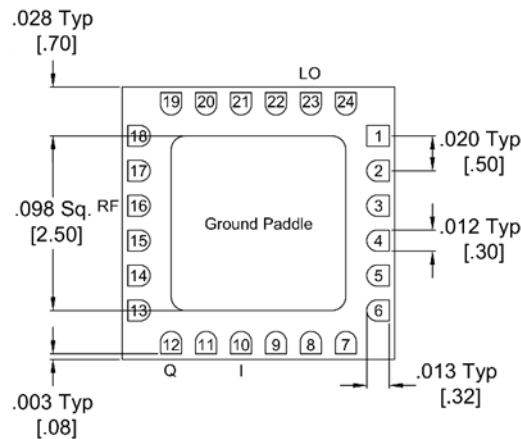 .028 Typ
[.70]
LO
19 20 21 22 23 24
18 1
.020 Typ
[.50]
17 2
.098 Sq.
[2.50]
RF 16 3
Ground Paddle
.012 Typ
[.30]
15 4
14 5
13 6
12 11 10 9 8 7
Q I
.013 Typ
[.32]
.003 Typ
[.08]